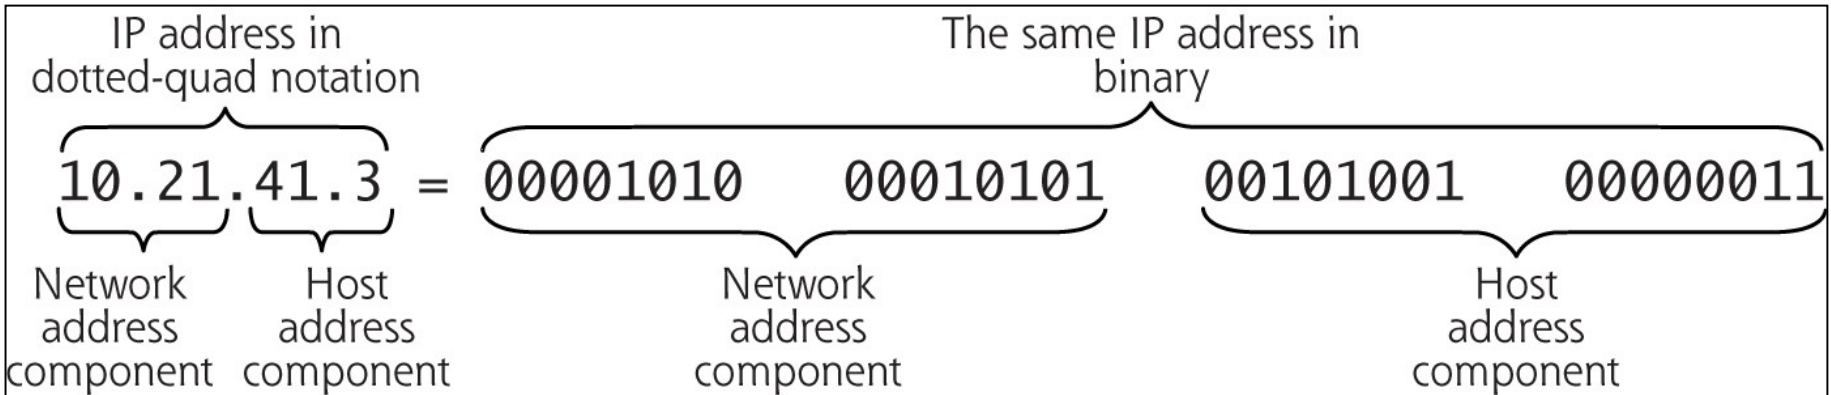 IP address in
dotted-quad notation
The same IP address in
binary
10.21.41.3 = 00001010 00010101 00101001 00000011
Network
address
component
Host
address
component
Network
address
component
Host
address
component